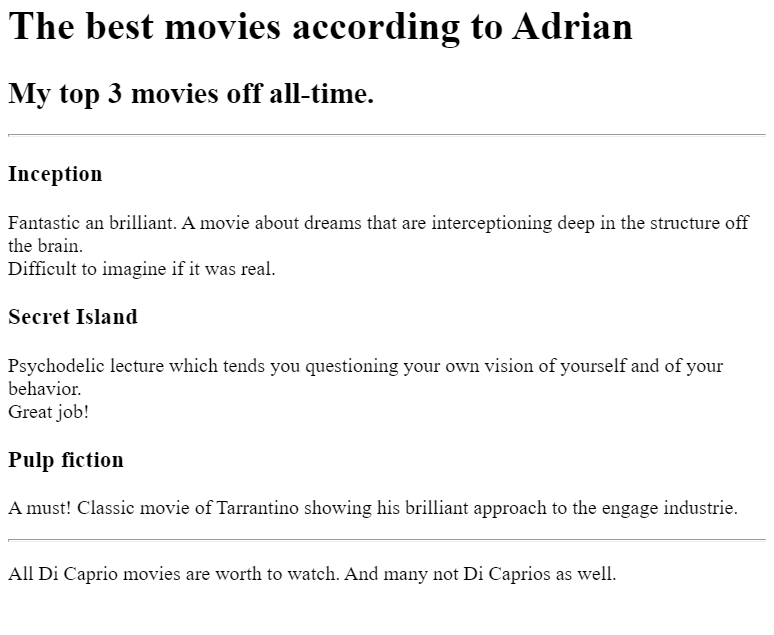 The best movies according to Adrian
My top 3 movies off all-time.
Inception
Fantastic an brilliant. A movie about dreams that are interceptioning deep in the structure off
the brain.
Difficult to imagine if it was real.
Secret Island
Psychodelic lecture which tends you questioning your own vision of yourself and of your
behavior.
Great job!
Pulp fiction
A must! Classic movie of Tarrantino showing his brilliant approach to the engage industrie.
All Di Caprio movies are worth to watch. And many not Di Caprios as well.